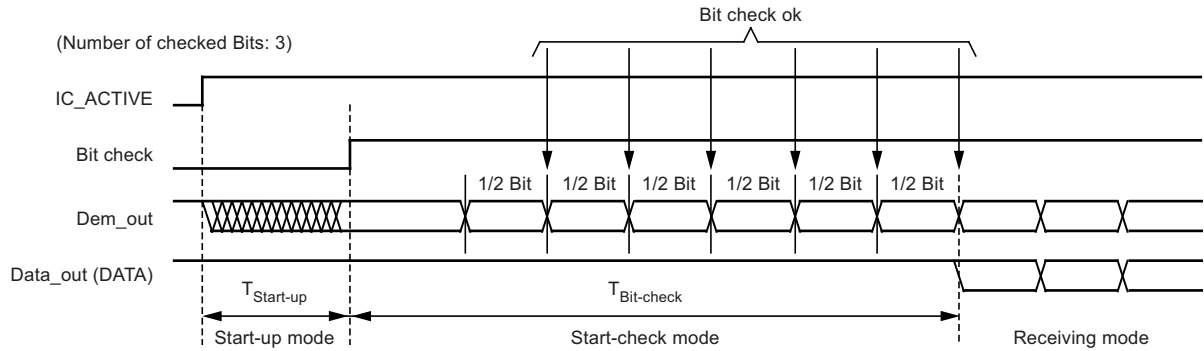 Bit check ok
(Number of checked Bits: 3)
IC_ACTIVE
Bit check
1/2 Bit 1/2 Bit 1/2 Bit 1/2 Bit 1/2 Bit 1/2 Bit
Dem_out
Data_out (DATA)
TStart-up TBit-check
Start-up mode Start-check mode Receiving mode